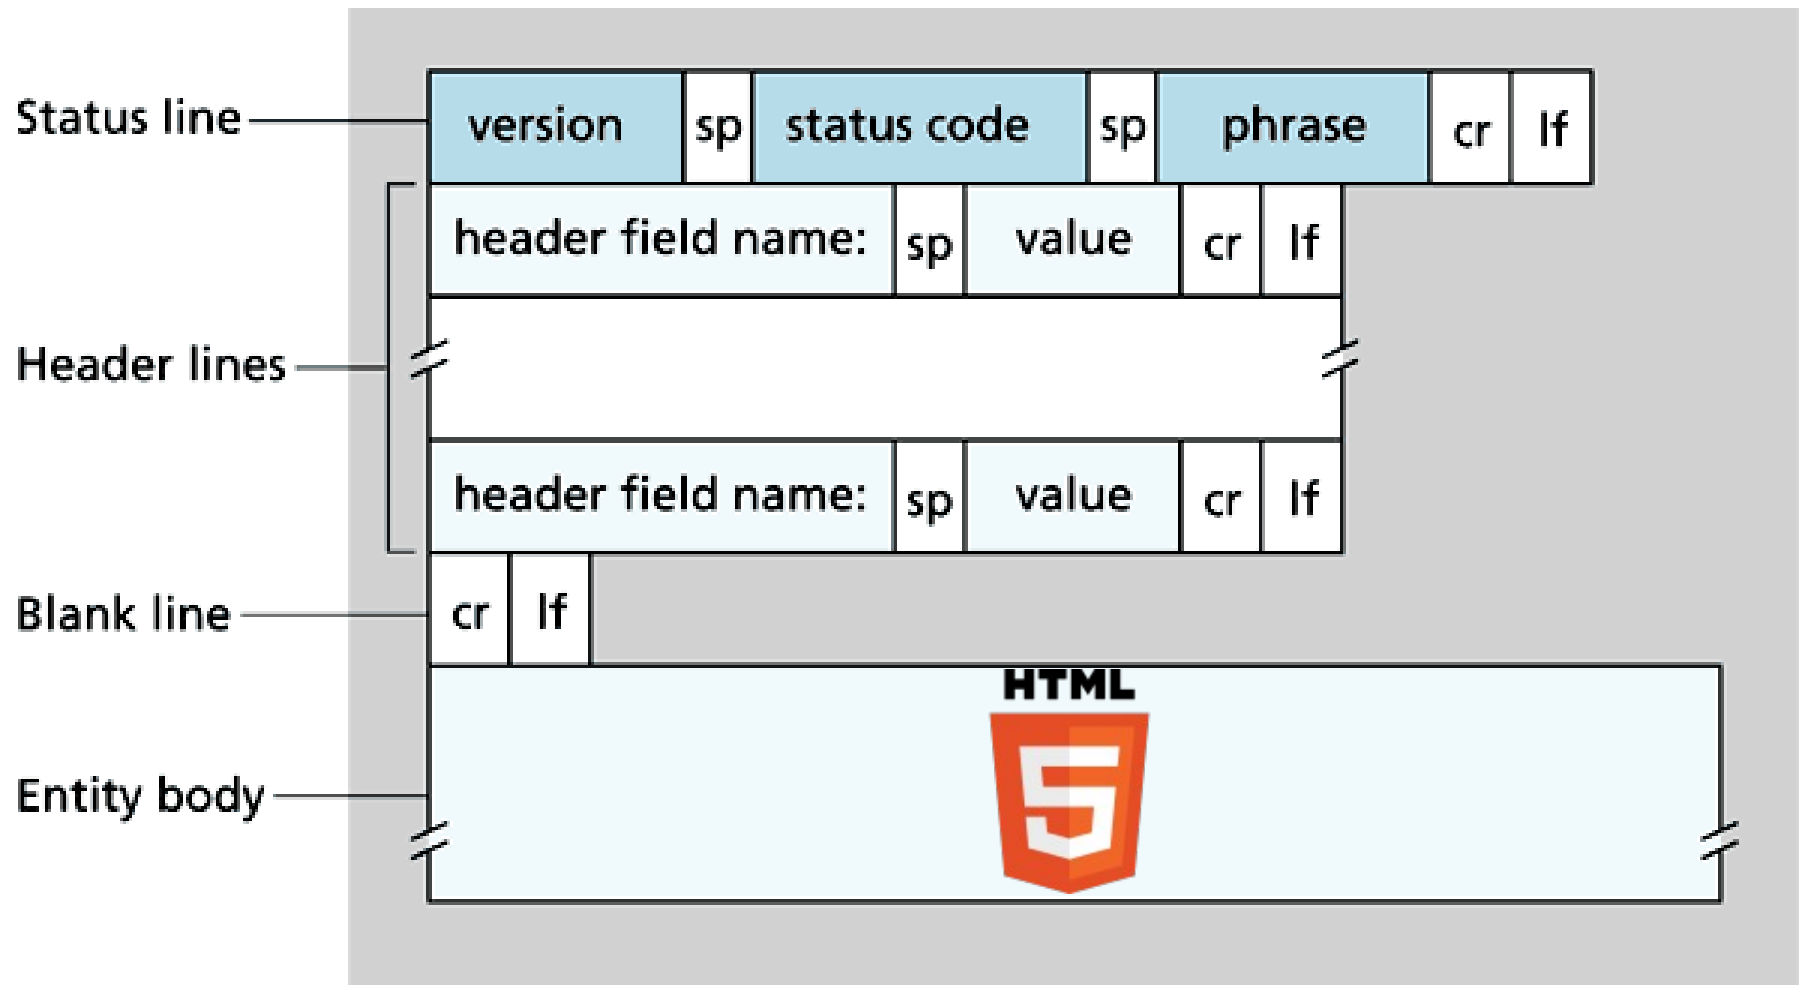 Status line version sp status code sp phrase cr lf
header field name: sp value cr lf
Header lines
header field name: sp value cr lf
Blank line cr lf
HTML
5
Entity body